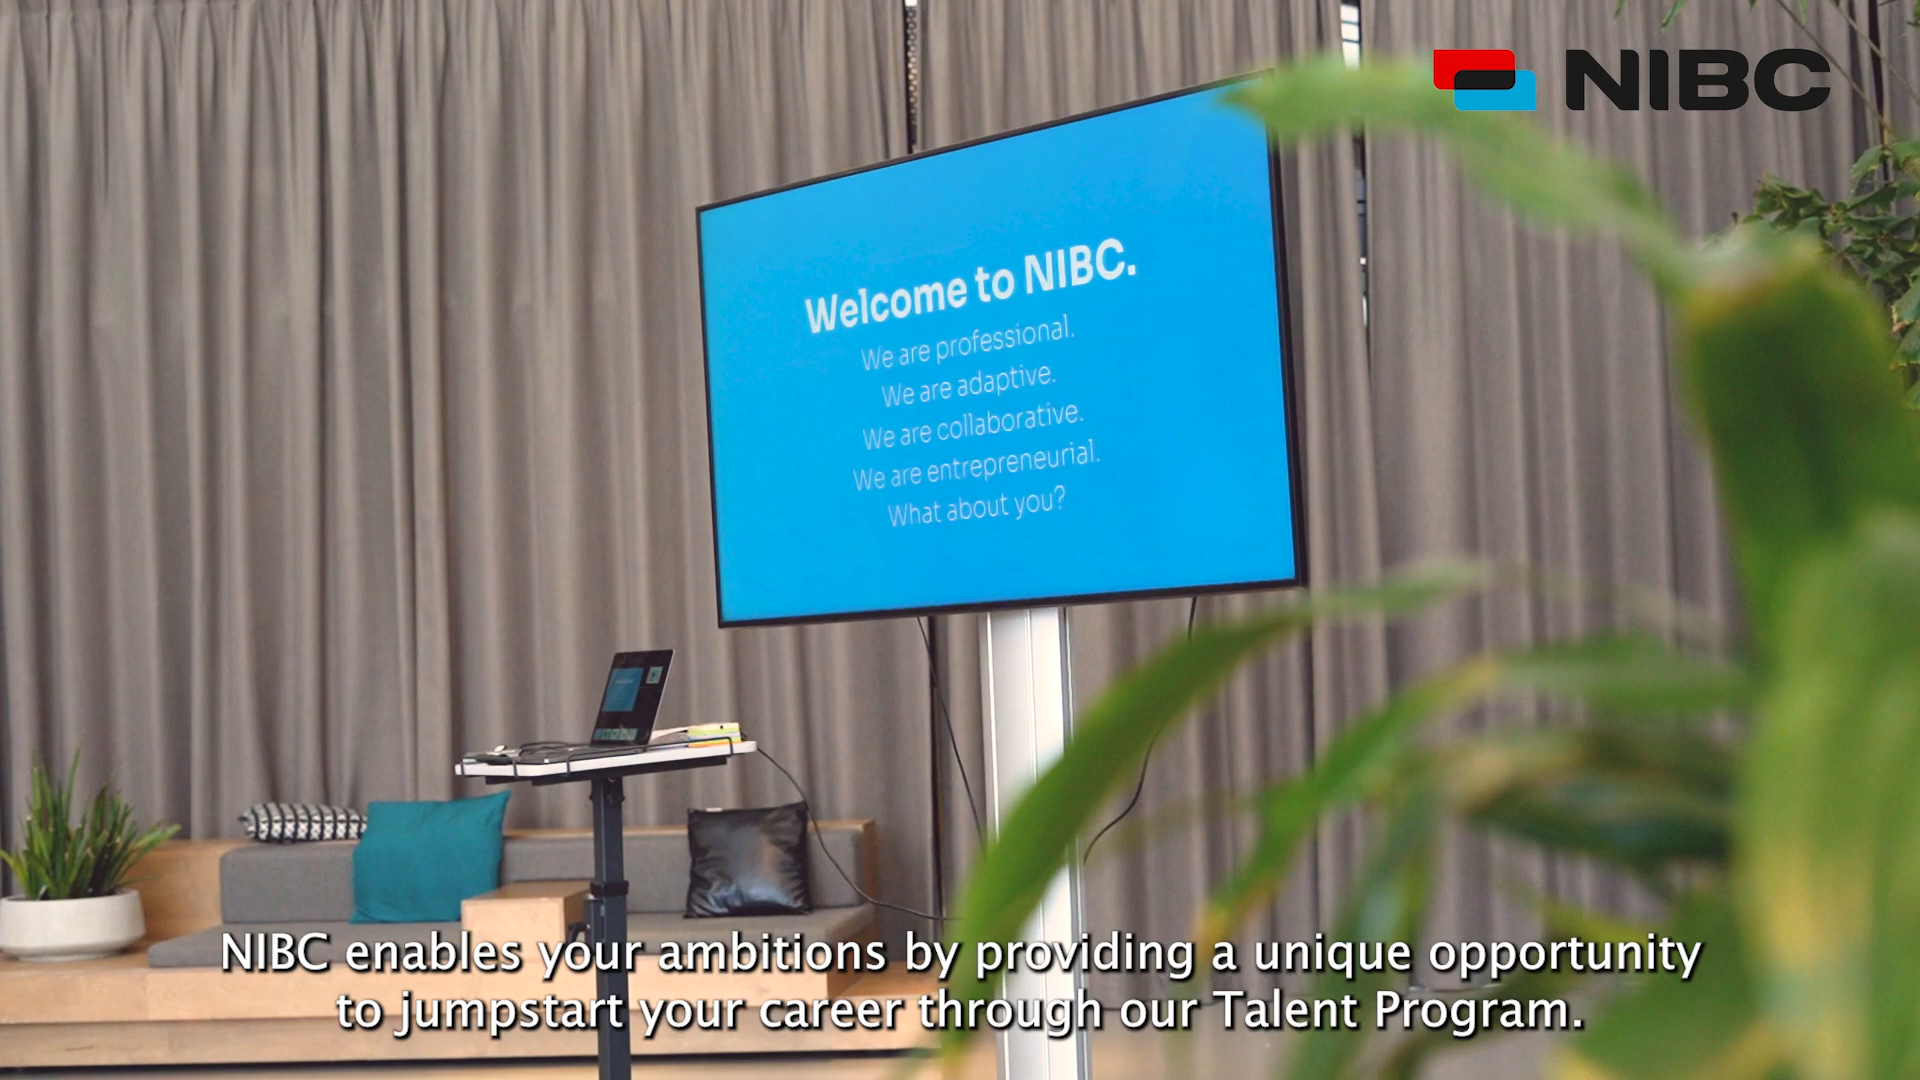 NIBC
Welcome to NIBC.
We are professional.
We are adaptive.
We are collaborative.
We are entrepreneurial.
What about you?
NIBC enables your ambitions by providing a unique opportunity
to jumpstart your career through our Talent Program.